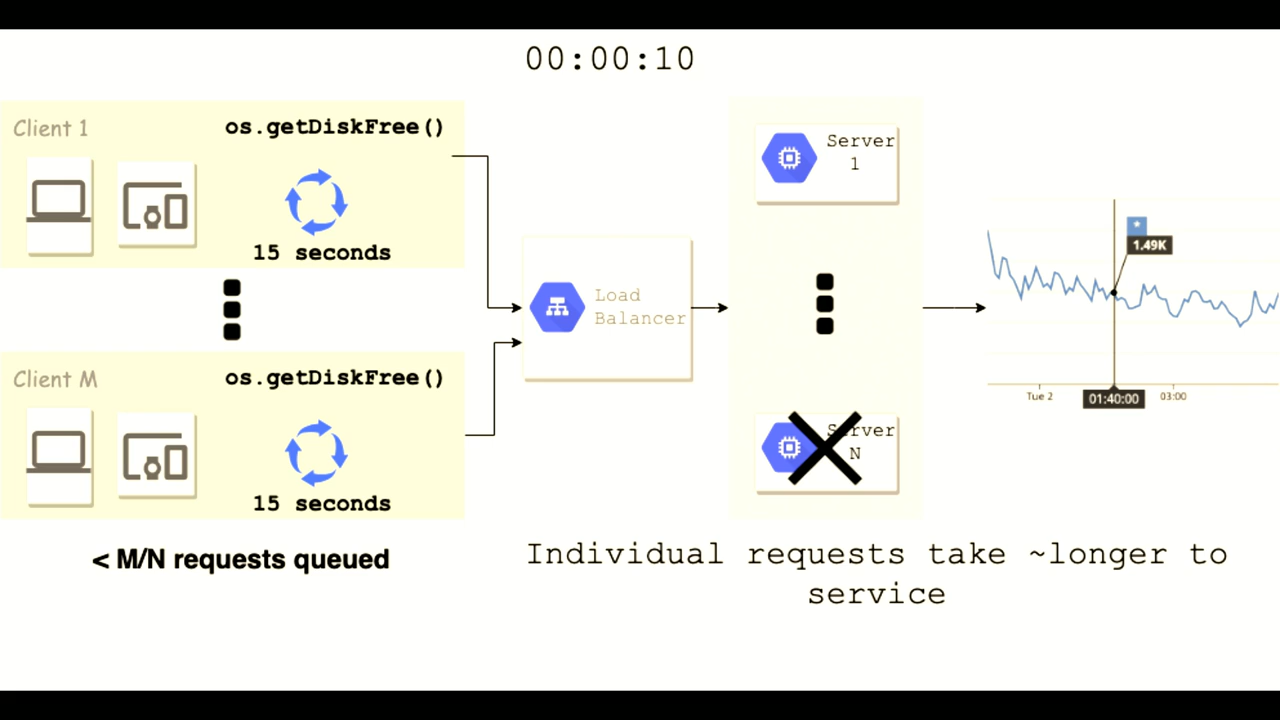 00:00:10
Client 1
os.getDiskFree()
15 seconds
Client M
os.getDiskFree()
15 seconds
< M/N requests queued
Load
Balancer
Server
1
Server
N
*
1.49K
Tue 2
01:40:00
03:00
Individual requests take ~longer to
service